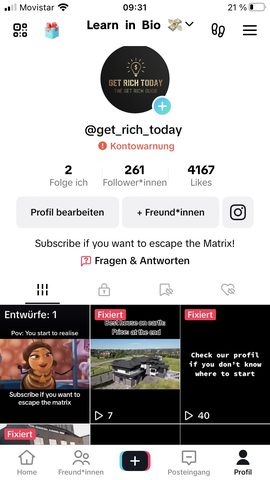 Movistar
09:31
21 %
Learn in Bio
GET RICH TODAY
THE GET RICH GUIDE
@get_rich_today
Kontowarnung
2 261 4167
Folge ich Follower*innen Likes
Profil bearbeiten + Freund*innen
Subscribe if you want to escape the Matrix!
Fragen & Antworten
Entwürfe: 1
Pov: You start to realise
Subscribe if you want to
escape the matrix
Fixiert
Best house on earth
Price: at the end
7
Fixiert
Check our profil
if you don't know
where to start
40
Fixiert
Home Freund*innen Posteingang Profil